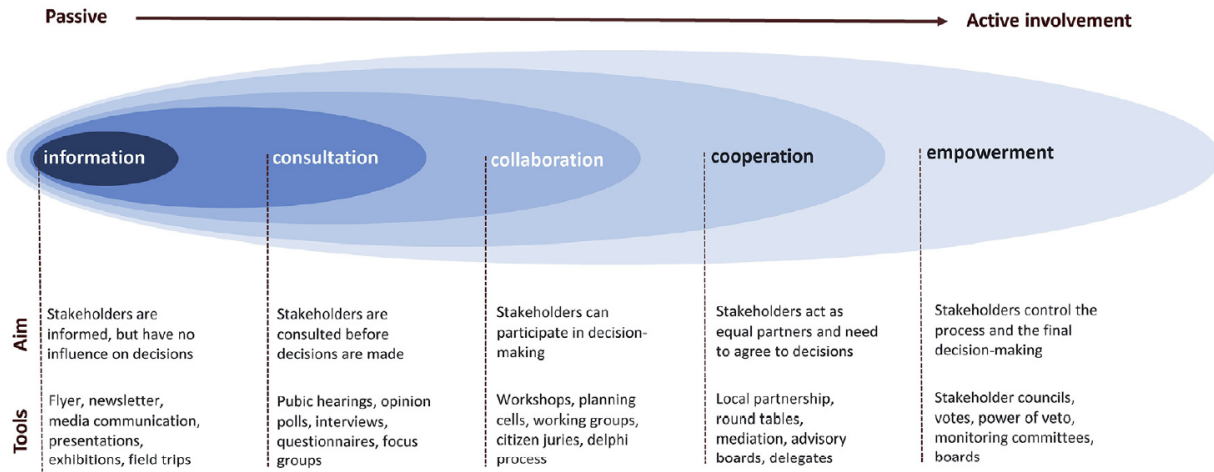 Passive
Active involvement
information
consultation
collaboration
cooperation
empowerment
Aim
Stakeholders are
informed, but have no
influence on decisions
Stakeholders are
consulted before
decisions are made
Stakeholders can
participate in decision-
making
Stakeholders act as
equal partners and need
to agree to decisions
Stakeholders control the
process and the final
decision-making
Tools
Flyer, newsletter,
media communication,
presentations,
exhibitions, field trips
Pubic hearings, opinion
polls, interviews,
questionnaires, focus
groups
Workshops, planning
cells, working groups,
citizen juries, delphi
process
Local partnership,
round tables,
mediation, advisory
boards, delegates
Stakeholder councils,
votes, power of veto,
monitoring committees,
boards